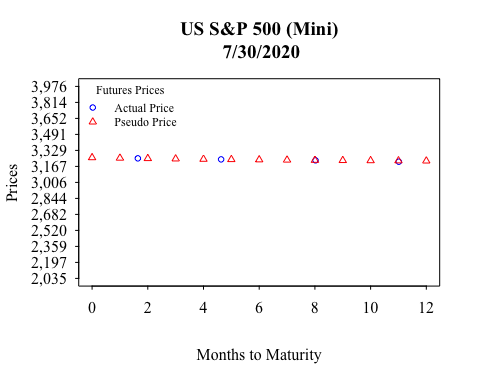 US S&P 500 (Mini)
7/30/2020
Futures Prices
Actual Price
Pseudo Price
Prices
3,976
3,814
3,652
3,491
3,329
3,167
3,006
2,844
2,682
2,520
2,359
2,197
2,035
0 2 4 6 8 10 12
Months to Maturity